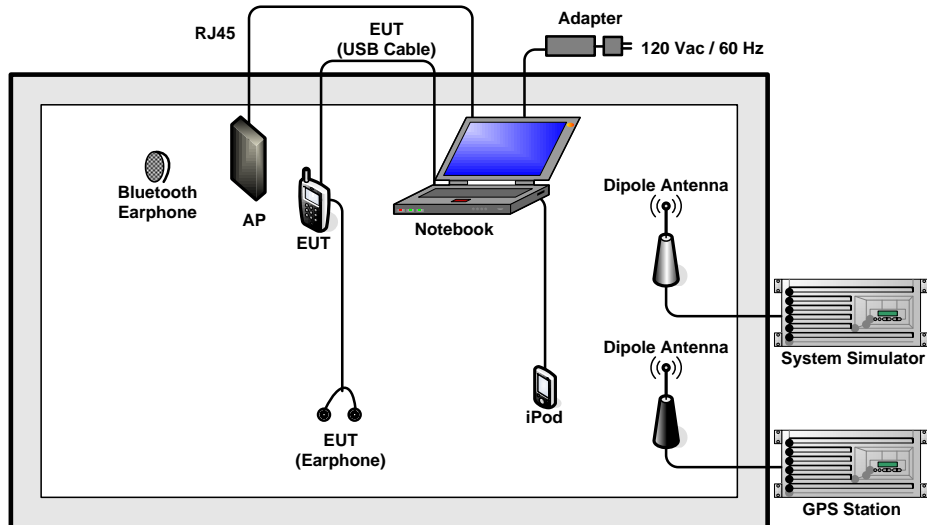 Adapter
RJ45
EUT
(USB Cable)
120 Vac / 60 Hz
Bluetooth
Earphone
AP
EUT
Notebook
Dipole Antenna
System Simulator
Dipole Antenna
iPod
EUT
(Earphone)
GPS Station